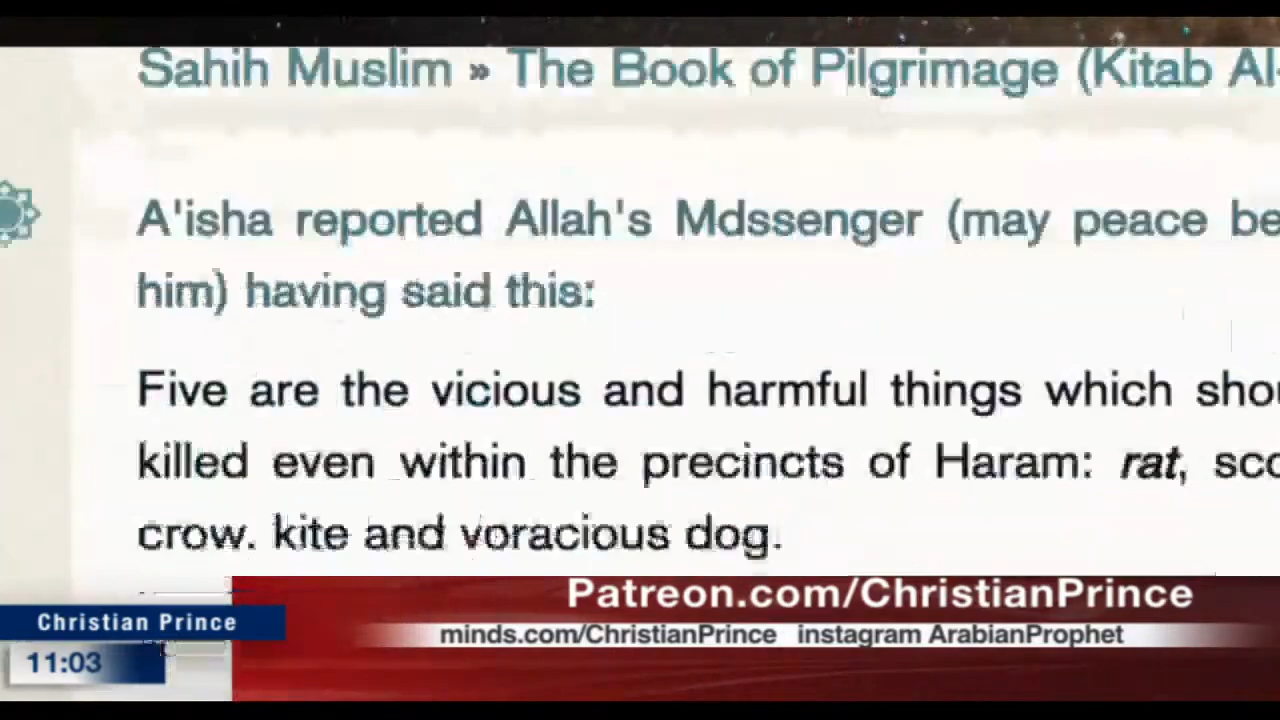 Sahih Muslim » The Book of Pilgrimage (Kitab Al-
A'isha reported Allah's Mdssenger (may peace be
him) having said this:
Five are the vicious and harmful things which shou
killed even within the precincts of Haram: rat, sco
crow. kite and voracious dog.
Patreon.com/ChristianPrince
Christian Prince
minds.com/ChristianPrince instagram ArabianProphet
11:03